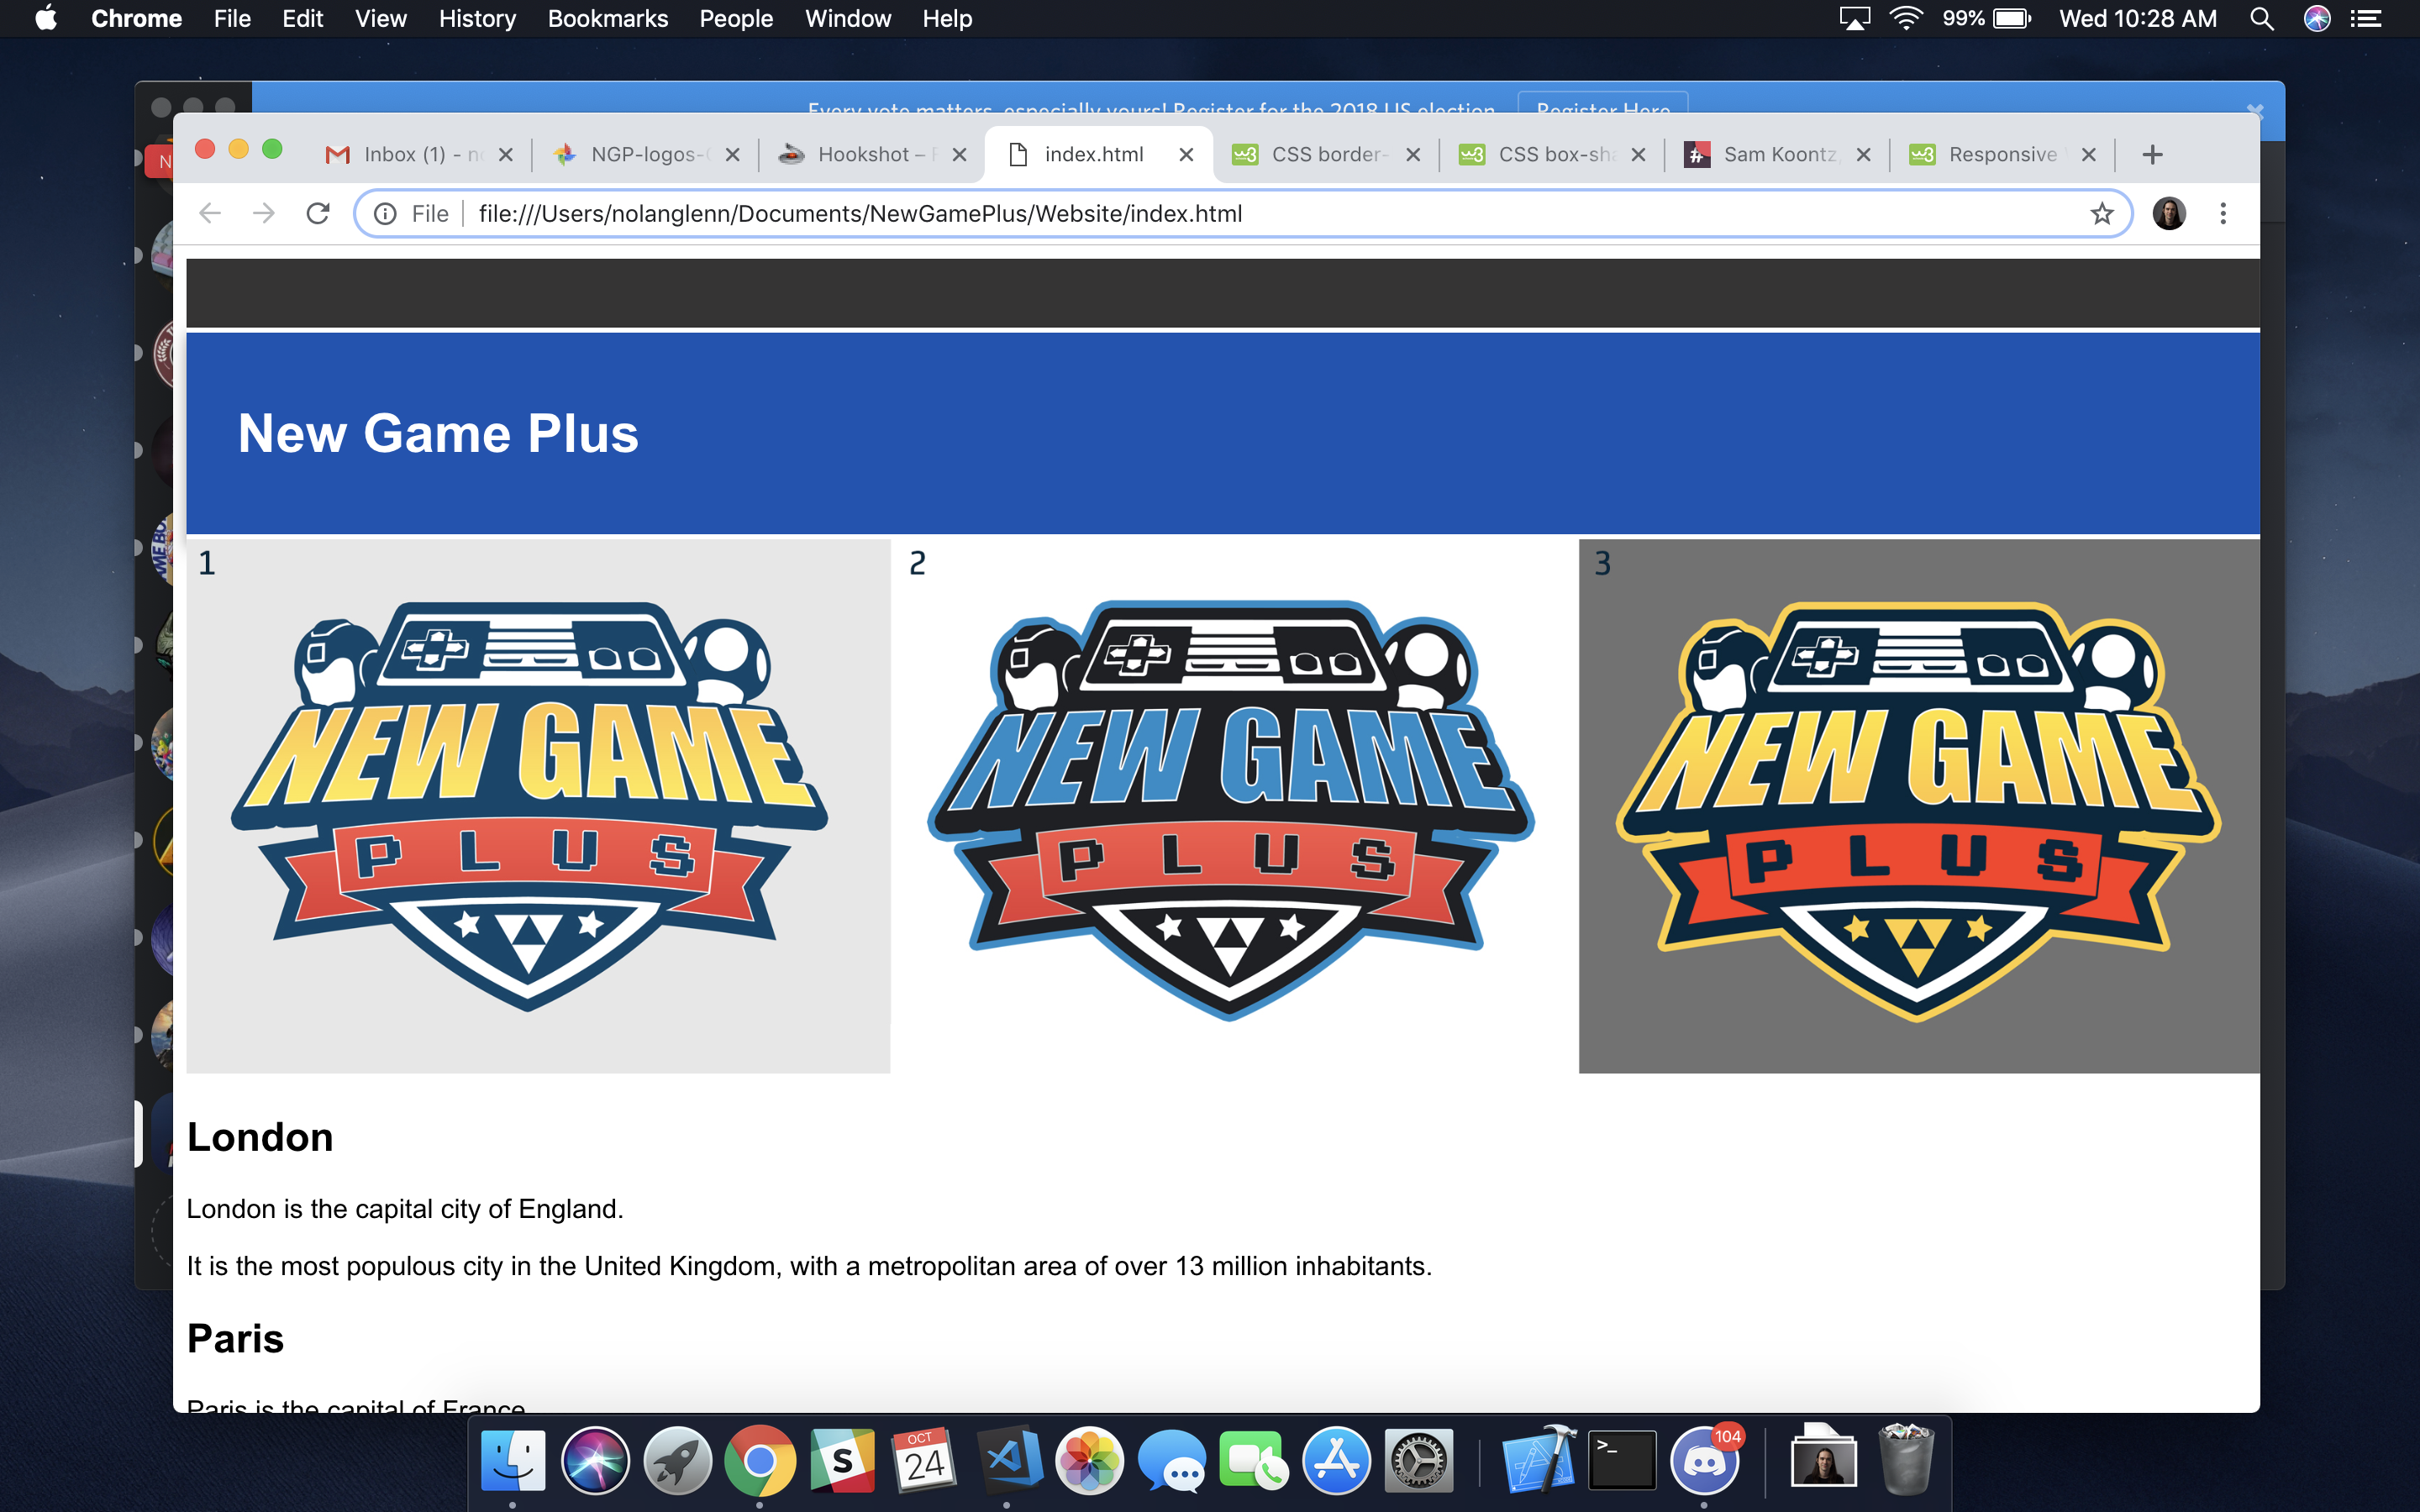 Chrome File Edit View History Bookmarks People Window Help 99% Wed 10:28 AM
Every vote matters, especially yours! Register for the 2018 US election Register Here
Inbox (1) - NGP-logos- Hookshot – index.html CSS border- CSS box-sha Sam Koontz, Responsive
File file:///Users/nolanglenn/Documents/NewGamePlus/Website/index.html
New Game Plus
1 2 3
NEW GAME NEW GAME NEW GAME
PLUS PLUS PLUS
London
London is the capital city of England.
It is the most populous city in the United Kingdom, with a metropolitan area of over 13 million inhabitants.
Paris
Paris is the capital of France
OCT 104
24